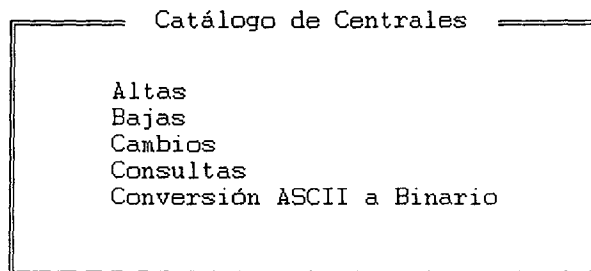 Catálogo de Centrales
Altas
Bajas
Cambios
Consultas
Conversión ASCII a Binario